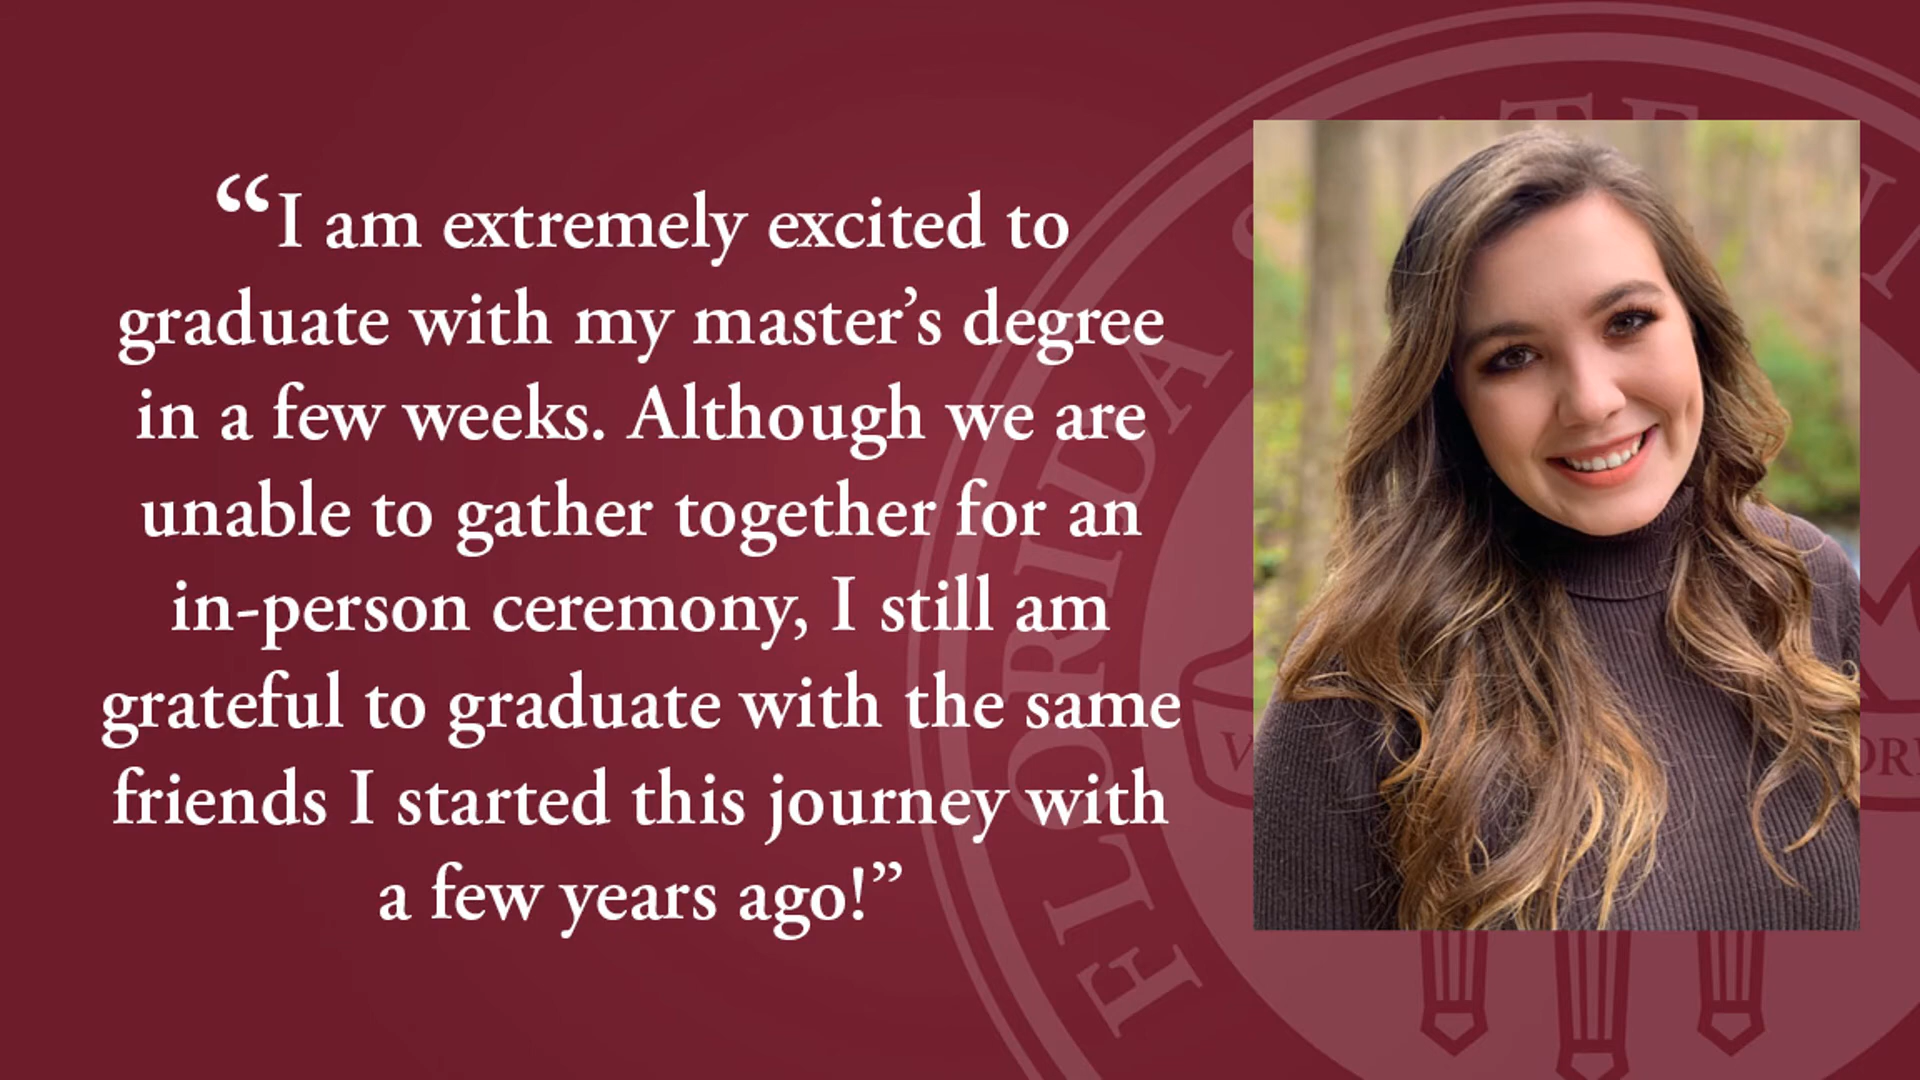 “I am extremely excited to
graduate with my master’s degree
in a few weeks. Although we are
unable to gather together for an
in-person ceremony, I still am
grateful to graduate with the same
friends I started this journey with
a few years ago!”
FLORIDA